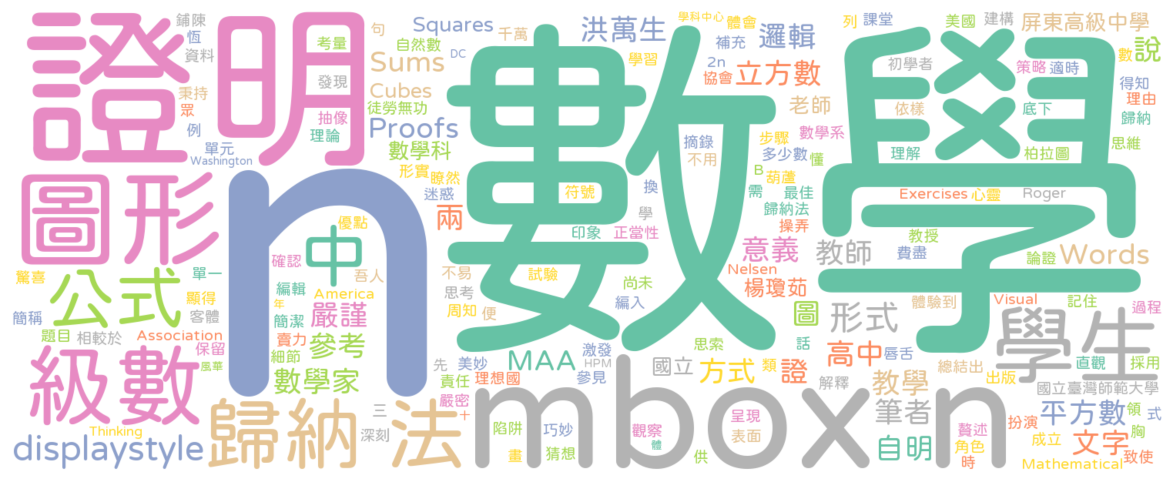 鋪陳 句 千萬 學科中心 體會 列 課堂 美國 建構
恆 考量 Squares 洪萬生 邏輯 屏東高級中學
資料 自然數 DC 補充 數 說
證明 數學
發現 Sums 學習 2n 協會 立方數 初學者 策略 適時 得知
秉持 抽像 Cubes 老師 依樣 底下 理由
眾 徒勞無功
例 理論 Proofs 摘錄 步驟 數學系 歸納
單元 數學科 不用 多少數 懂 理解 柏拉圖 思維
Washington 形實 瞭然 B 葫蘆
圖形 n 迷惑 符號 換 需 最佳 Exercises 心靈 Roger
優點 兩 學 歸納法
中 印象 正當性 操弄 教授
驚喜 公式 單一 確認 吾人 不易 試驗 尚未 意義 教師 費盡 論證 Words
顯得 編輯 America 思考 Nelsen
簡稱 客體 年 周知 便 編入 楊瓊茹 體驗到 Visual 記住 過程
題目 相較於 Association 簡潔 嚴謹 圖 形式 學生
保留 賣力 參考 思索 話
級數 風華 細節 MAA 激發 類 高中 唇舌
先 美妙 HPM 國立 方式 證 總結出 直觀 採用
數學家 責任 理想國 參見 解釋 教學 出版 國立臺灣師範大學
歸納法 三 嚴密 mbox x n 筆者 平方數 領 式
Thinking 深刻 十 陷阱 巧妙 觀察 呈現 扮演 贅述 胸
displaystyle 表面 自明 角色 成立 文字
畫 猜想 體 供 時 Mathematical 致使